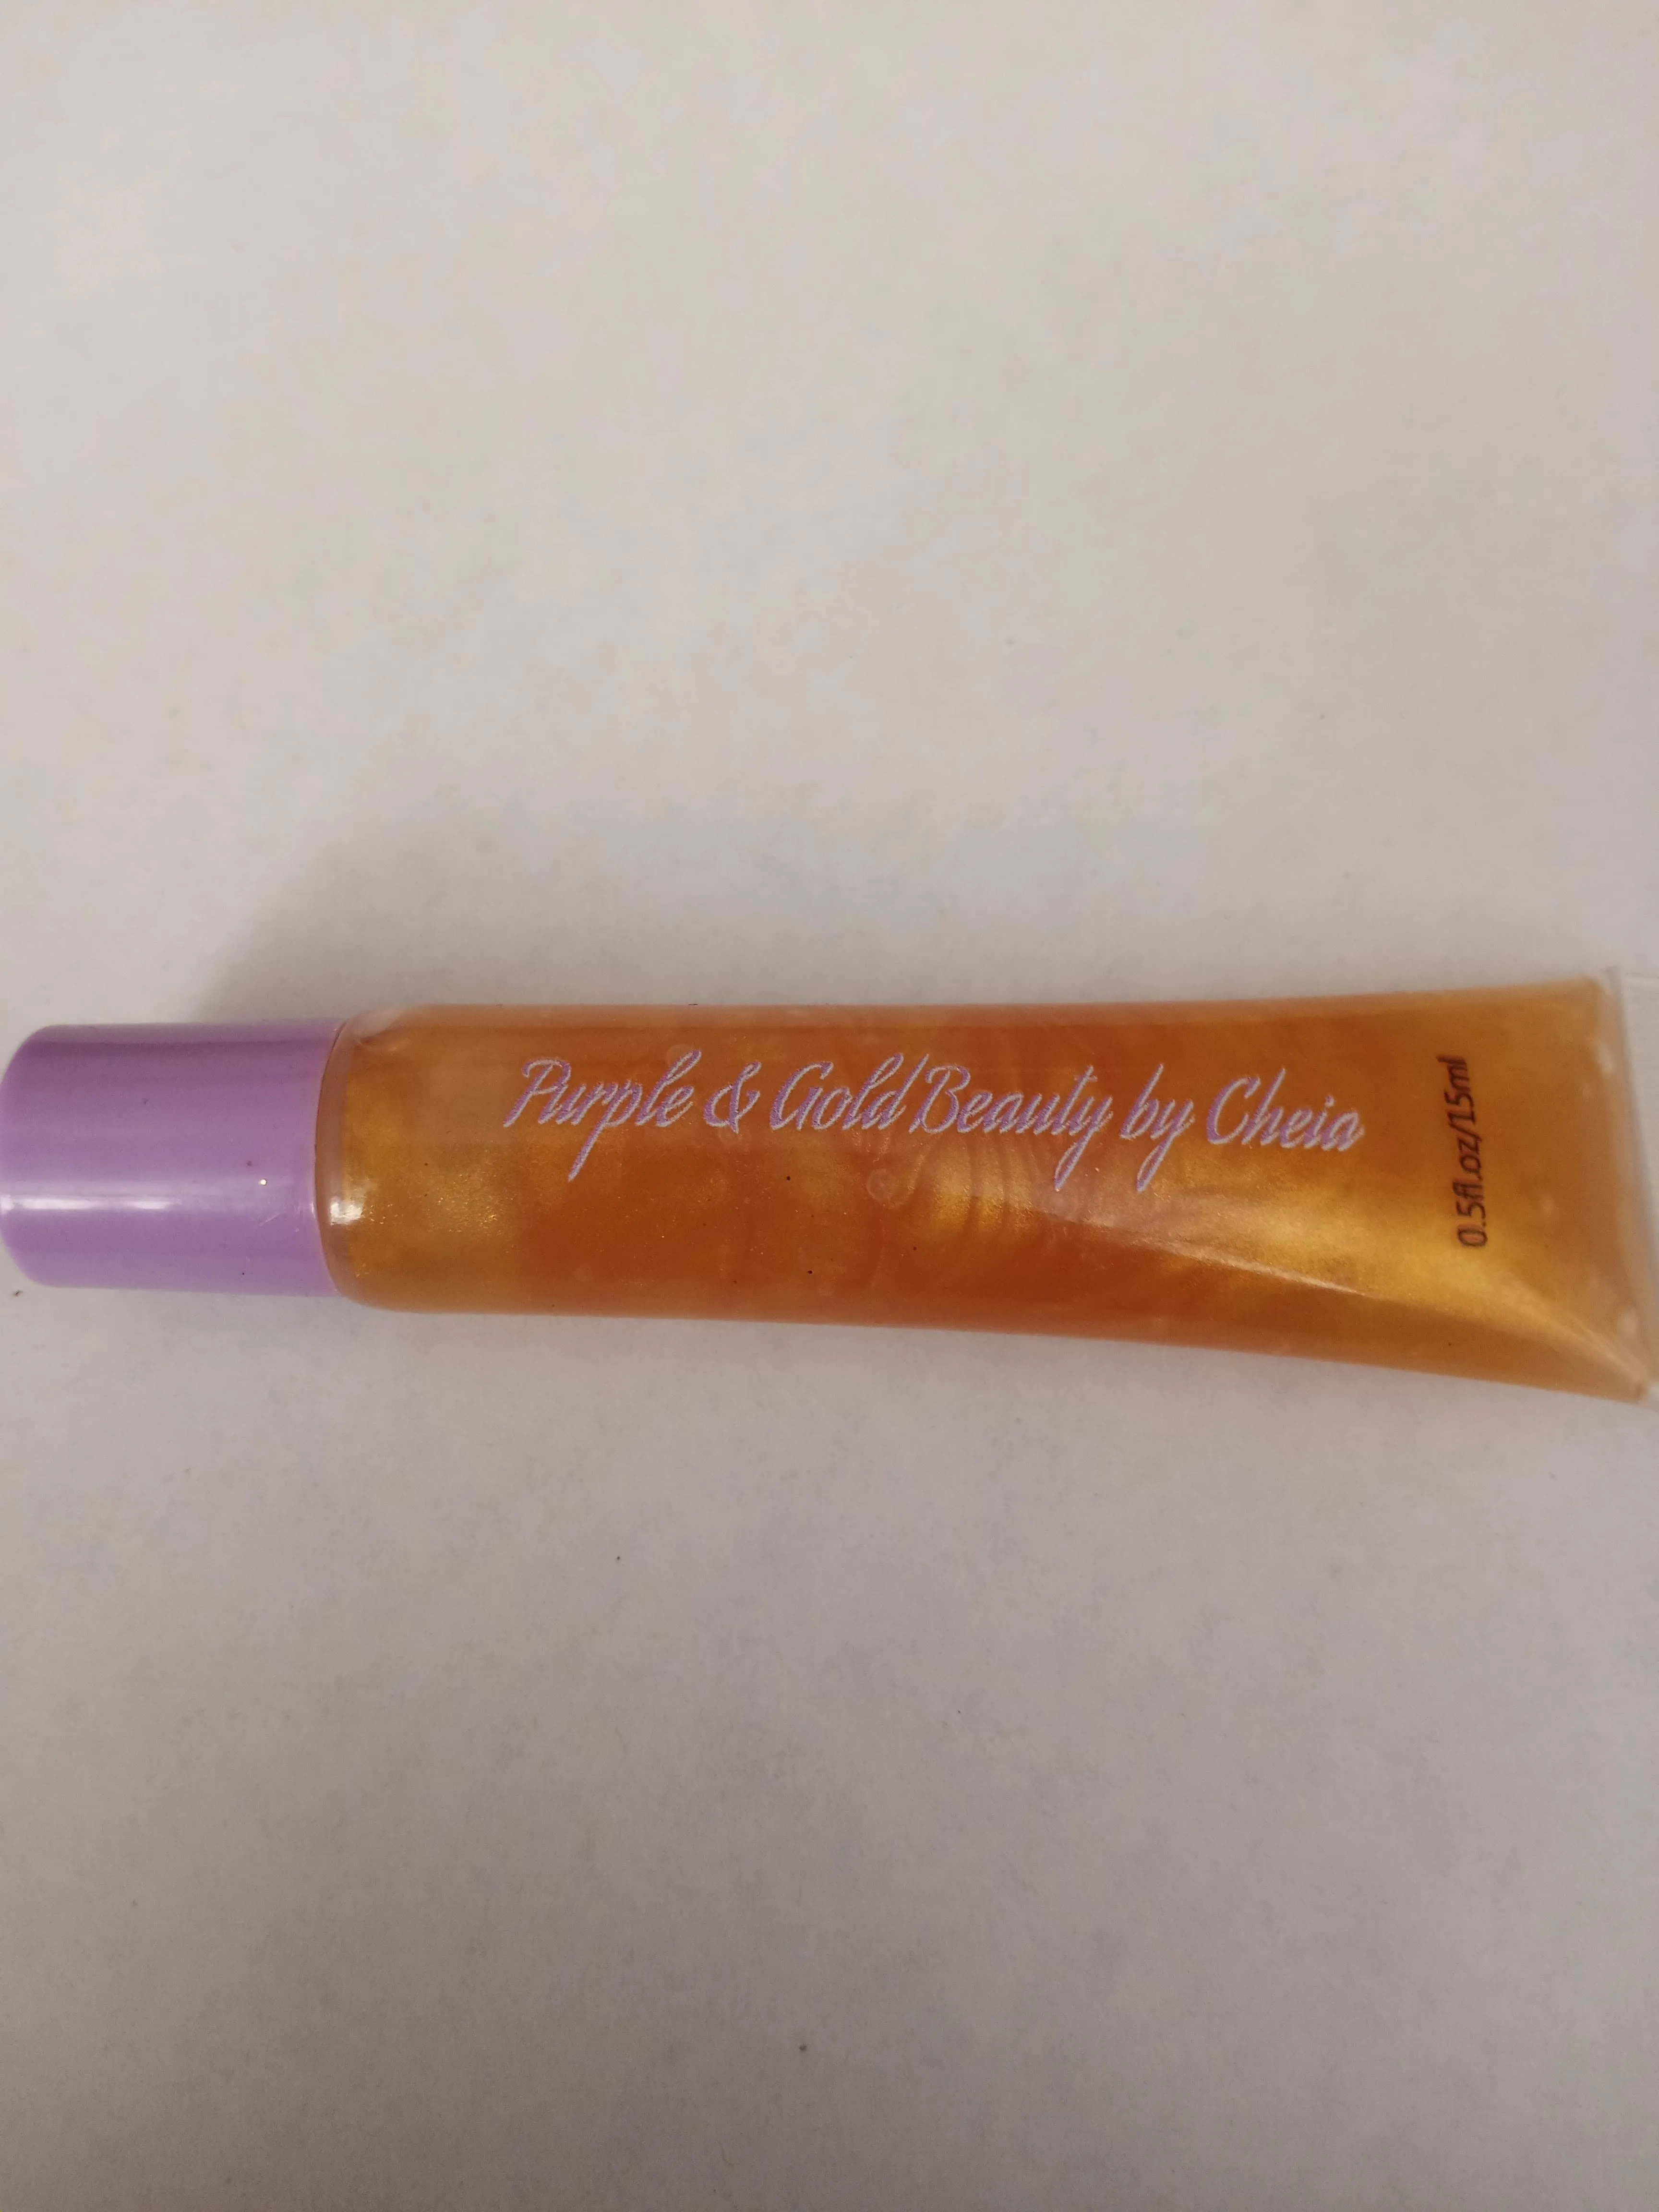 Purple & Gold Beauty by Cheia
0.5fl.oz/15ml